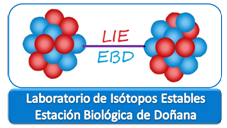 LIE
EBD
Laboratorio de Isótopos Estables
Estación Biológica de Doñana